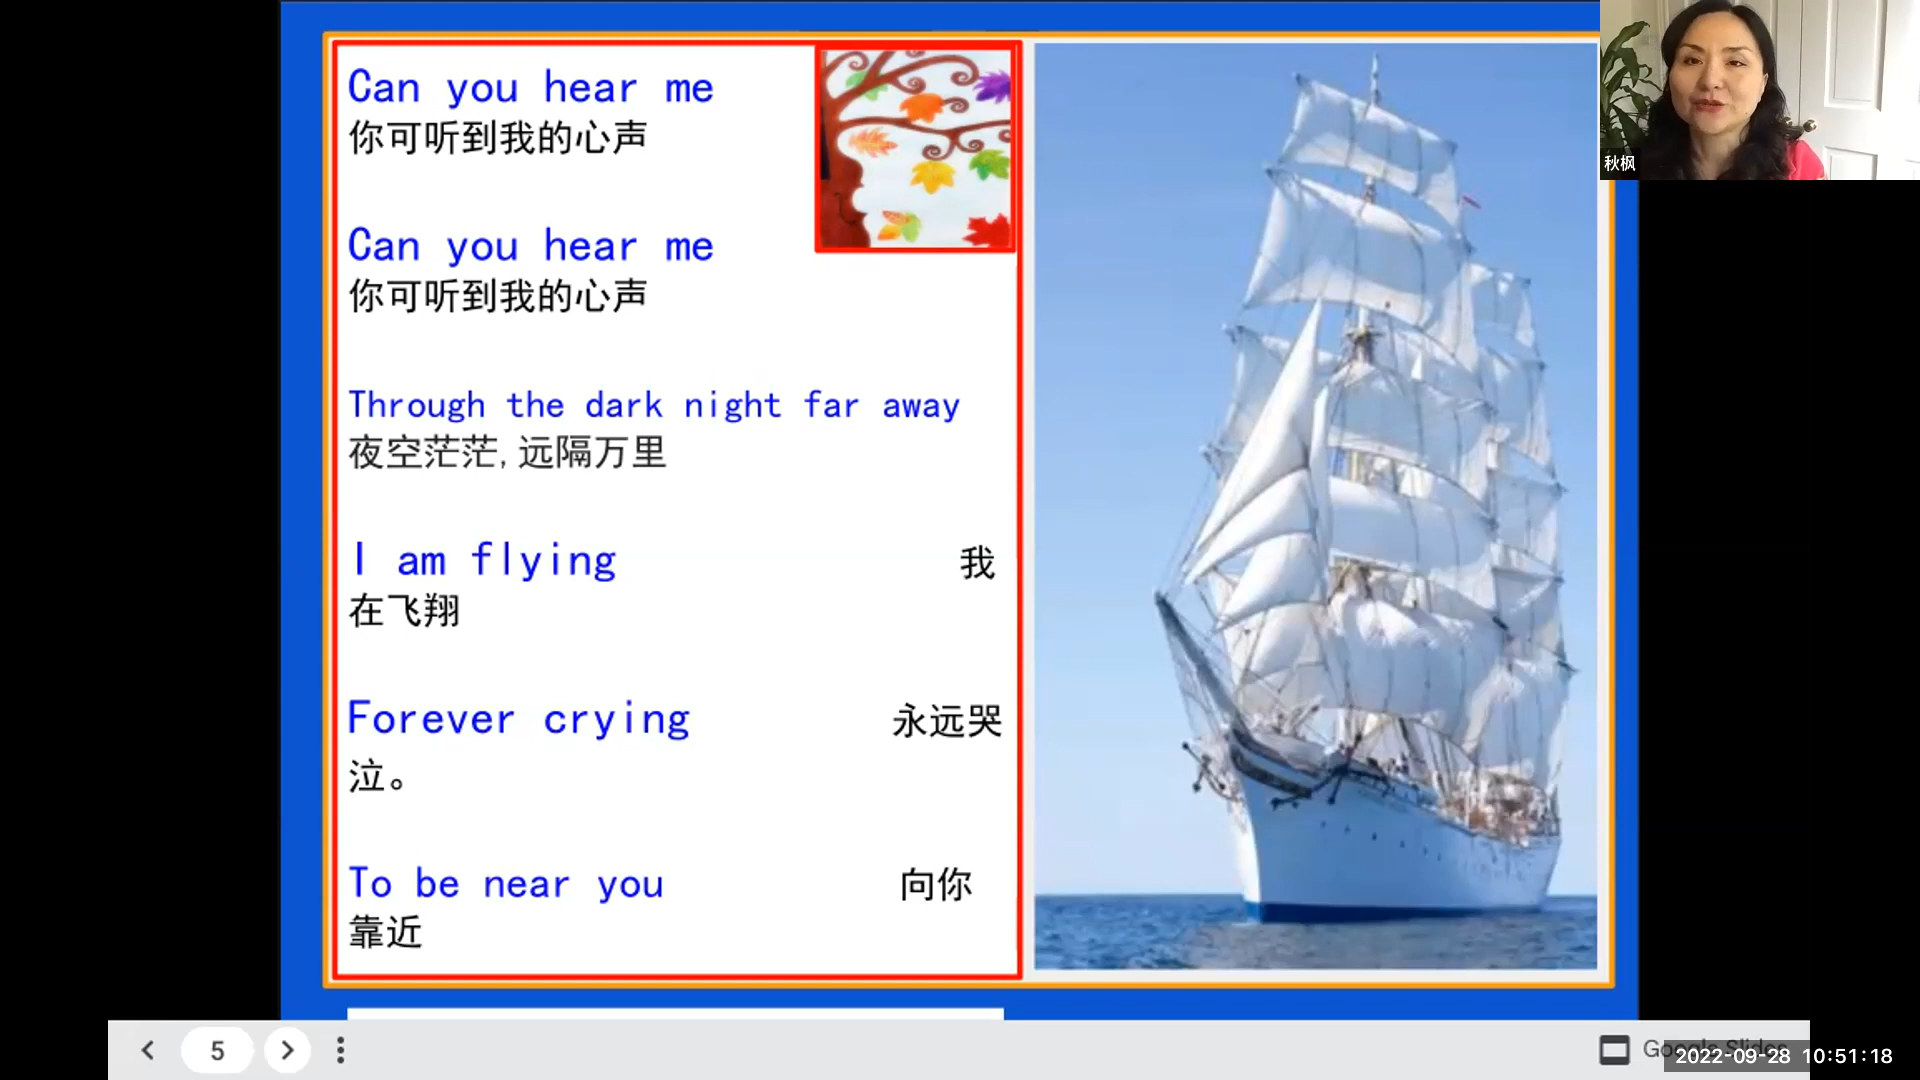 Can you hear me
你可听到我的心声
Can you hear me
你可听到我的心声
Through the dark night far away
夜空茫茫,远隔万里
I am flying 我
在飞翔
Forever crying 永远哭
泣。
To be near you 向你
靠近
秋枫
5
Google Slides
2022-09-28 10:51:18